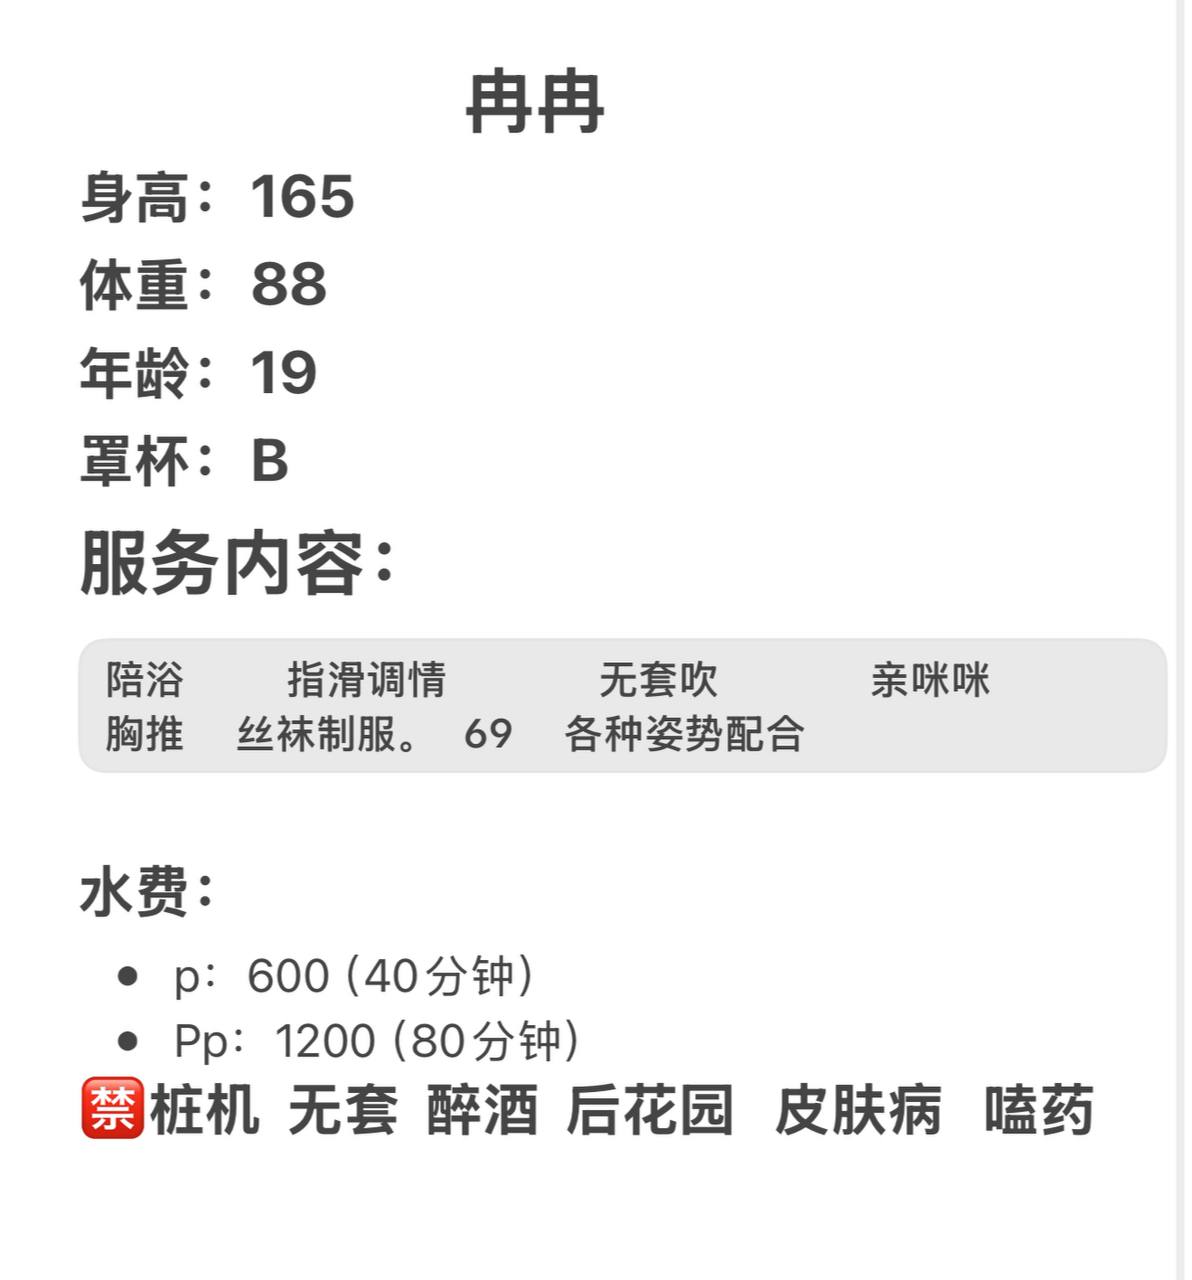 冉冉
身高：165
体重：88
年龄：19
罩杯：B
服务内容：
陪浴 指滑调情 无套吹 亲咪咪
胸推 丝袜制服。 69 各种姿势配合
水费：
• p：600（40分钟）
• Pp：1200（80分钟）
🈲桩机 无套 醉酒 后花园 皮肤病 嗑药